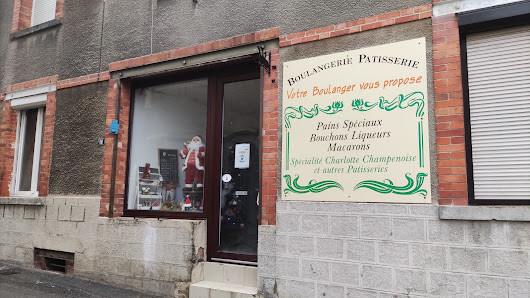 Boulangerie Patisserie
Votre Boulanger vous propose
Pains Spéciaux
Bouchons Liqueurs
Macarons
Spécialité Charlotte Champenoise
et autres Patisseries